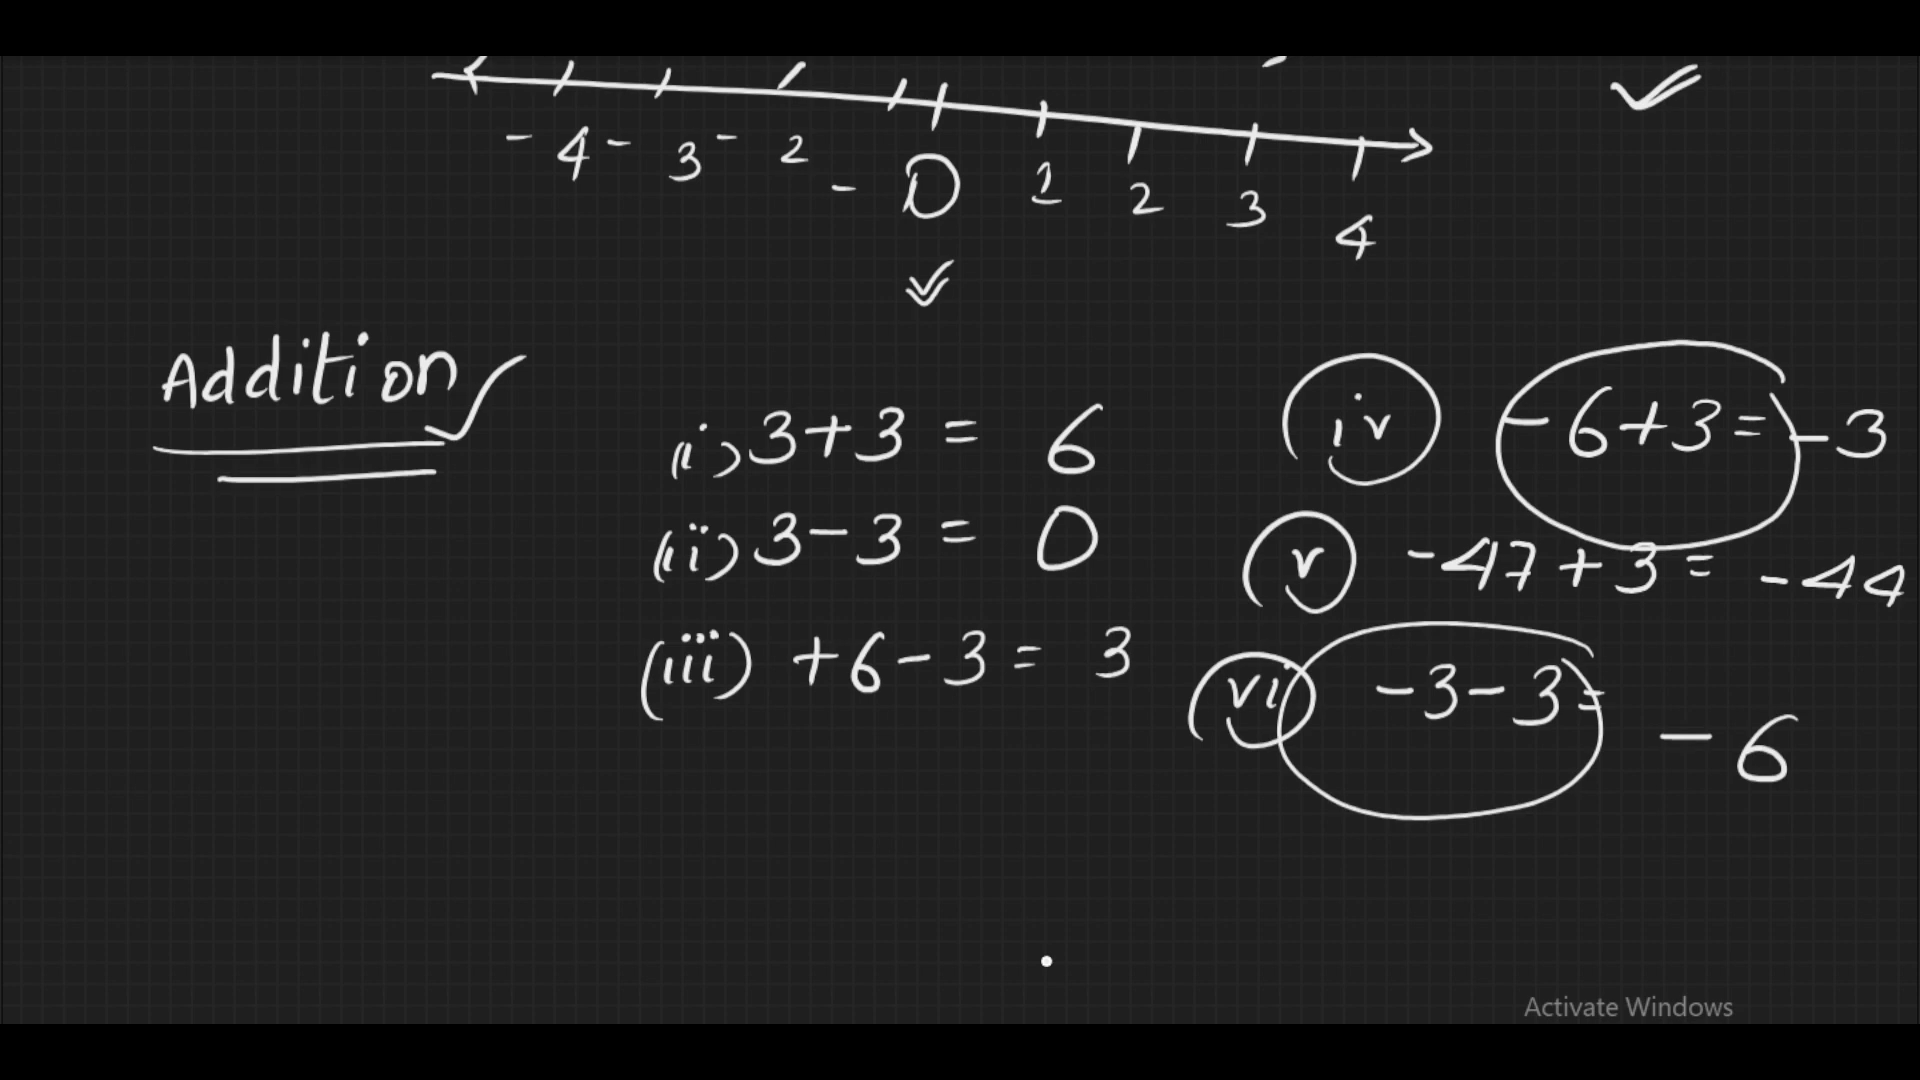 - 4 - 3 - 2 - 0 1 2 3 4
Addition
(i) 3+3 = 6
(ii) 3-3 = 0
(iii) +6-3 = 3
iv -6+3 = -3
v -47+3 = -44
vi -3-3 = -6
Activate Windows